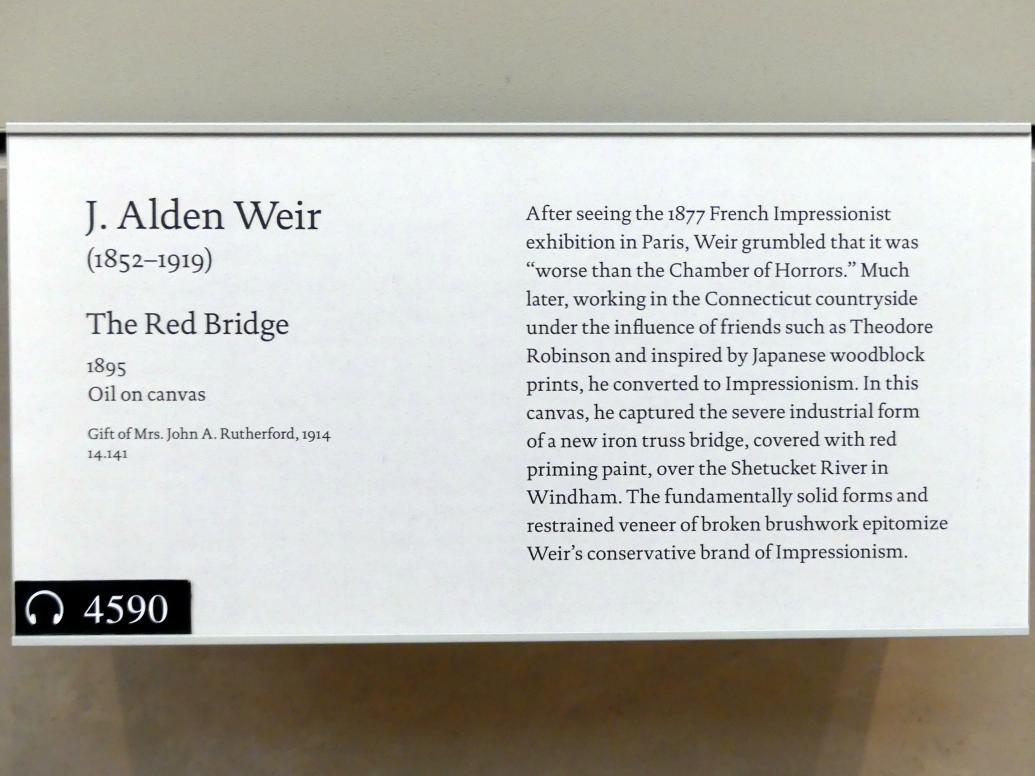 J. Alden Weir
(1852–1919)
The Red Bridge
1895
Oil on canvas
Gift of Mrs. John A. Rutherford, 1914
14.141
After seeing the 1877 French Impressionist
exhibition in Paris, Weir grumbled that it was
“worse than the Chamber of Horrors.” Much
later, working in the Connecticut countryside
under the influence of friends such as Theodore
Robinson and inspired by Japanese woodblock
prints, he converted to Impressionism. In this
canvas, he captured the severe industrial form
of a new iron truss bridge, covered with red
priming paint, over the Shetucket River in
Windham. The fundamentally solid forms and
restrained veneer of broken brushwork epitomize
Weir’s conservative brand of Impressionism.
4590